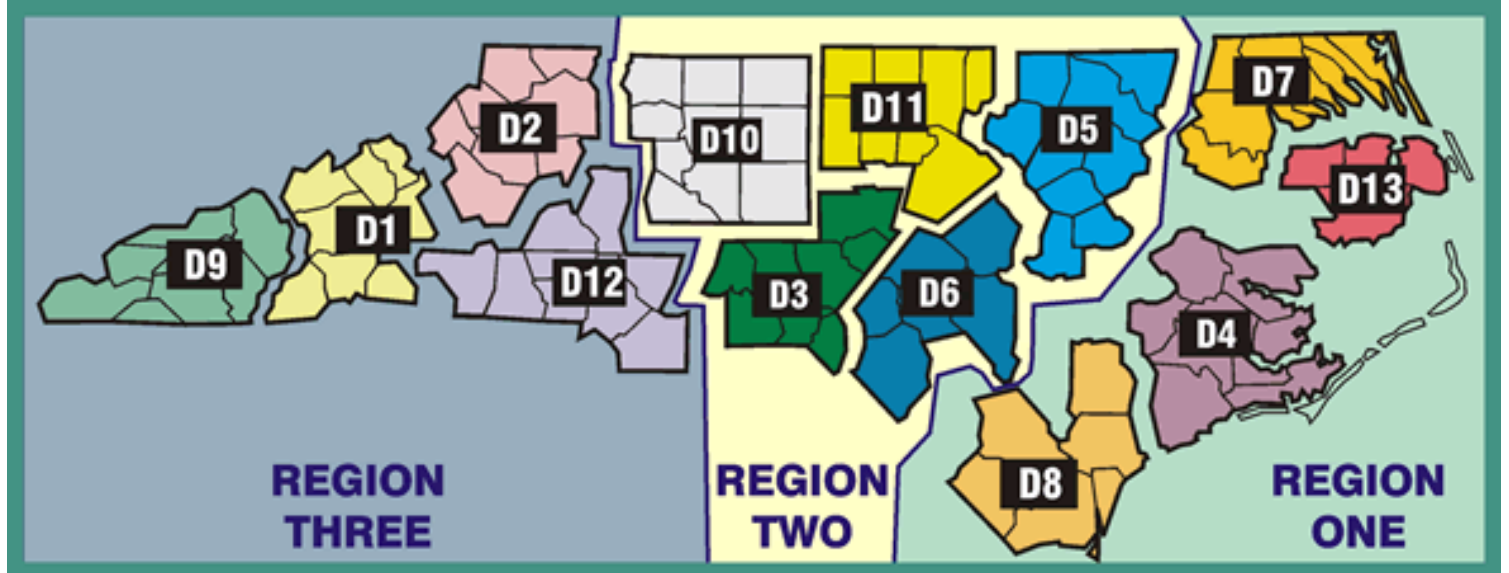 D2
D10
D11
D5
D7
D13
D1
D9
D12
D3
D6
D4
D8
REGION
THREE
REGION
TWO
REGION
ONE